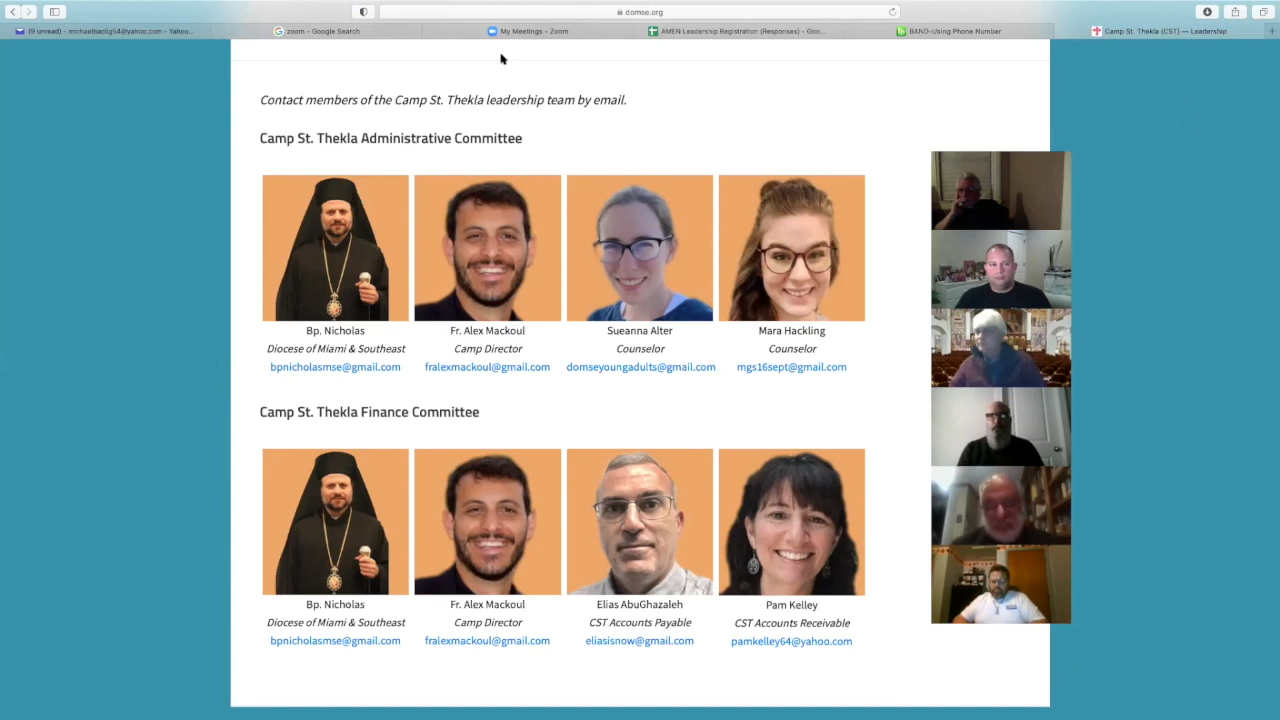 domse.org
(9 unread) - michaelbaclig54@yahoo.com - Yahoo...
zoom - Google Search
My Meetings - Zoom
AMEN Leadership Registration (Responses) - Goo...
BAND-Using Phone Number
Camp St. Thekla (CST) — Leadership
Contact members of the Camp St. Thekla leadership team by email.
Camp St. Thekla Administrative Committee
Bp. Nicholas
Diocese of Miami & Southeast
bpnicholasmse@gmail.com
Fr. Alex Mackoul
Camp Director
fralexmackoul@gmail.com
Sueanna Alter
Counselor
domseyoungadults@gmail.com
Mara Hackling
Counselor
mgs16sept@gmail.com
Camp St. Thekla Finance Committee
Bp. Nicholas
Diocese of Miami & Southeast
bpnicholasmse@gmail.com
Fr. Alex Mackoul
Camp Director
fralexmackoul@gmail.com
Elias AbuGhazaleh
CST Accounts Payable
eliasisnow@gmail.com
Pam Kelley
CST Accounts Receivable
pamkelley64@yahoo.com